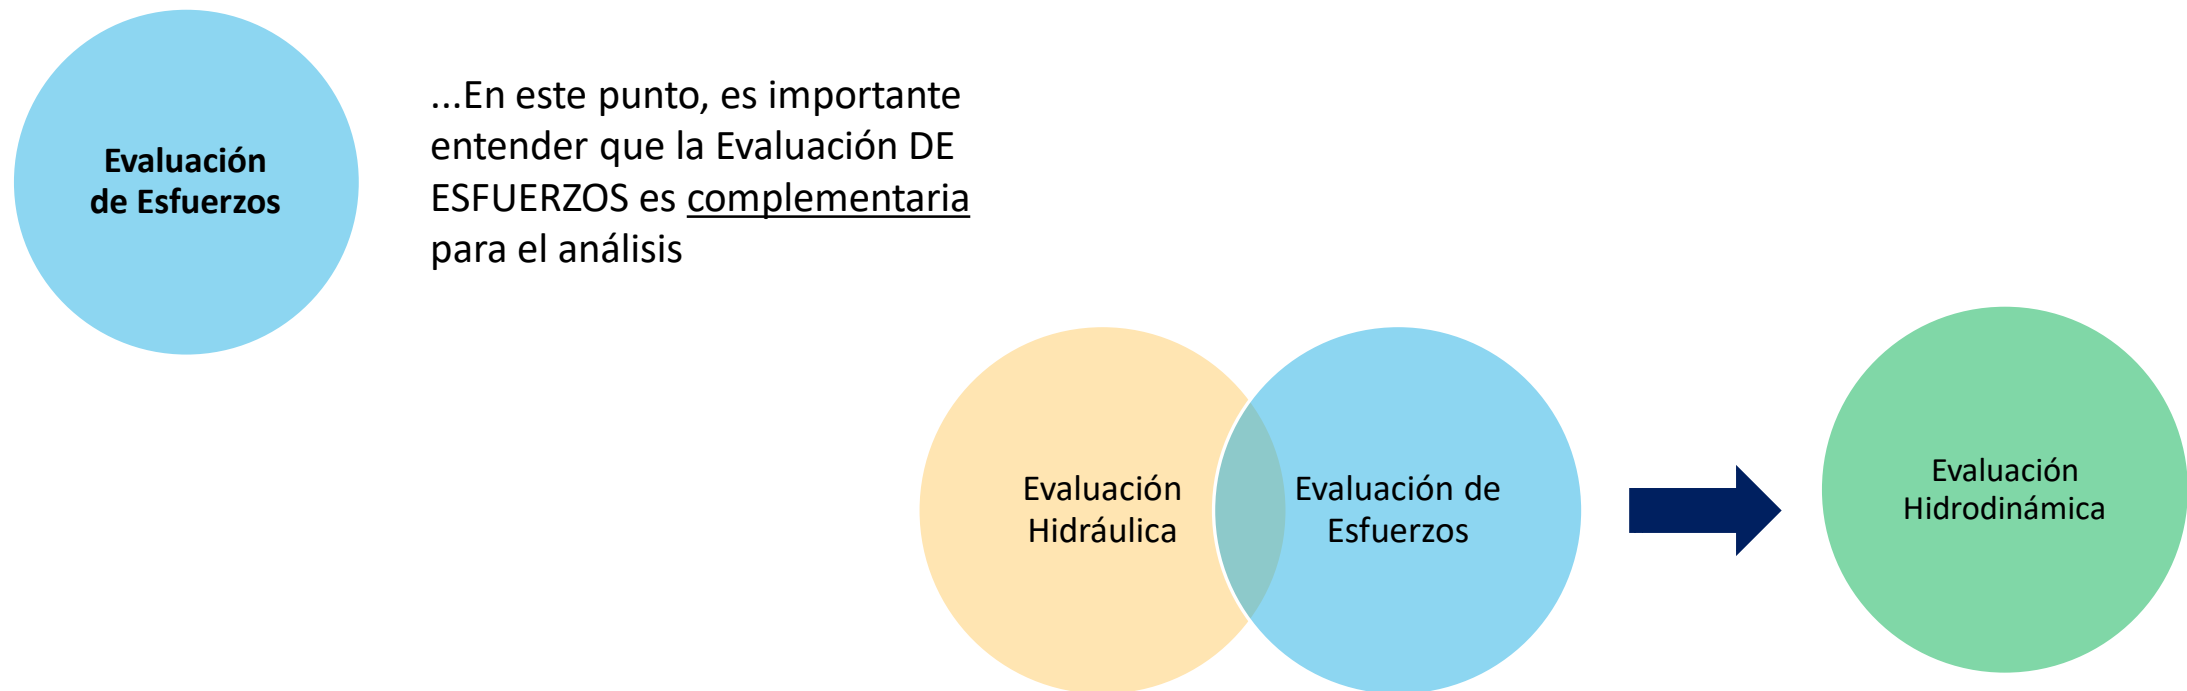 Evaluación
de Esfuerzos
...En este punto, es importante
entender que la Evaluación DE
ESFUERZOS es complementaria
para el análisis
Evaluación
Hidráulica
Evaluación de
Esfuerzos
Evaluación
Hidrodinámica